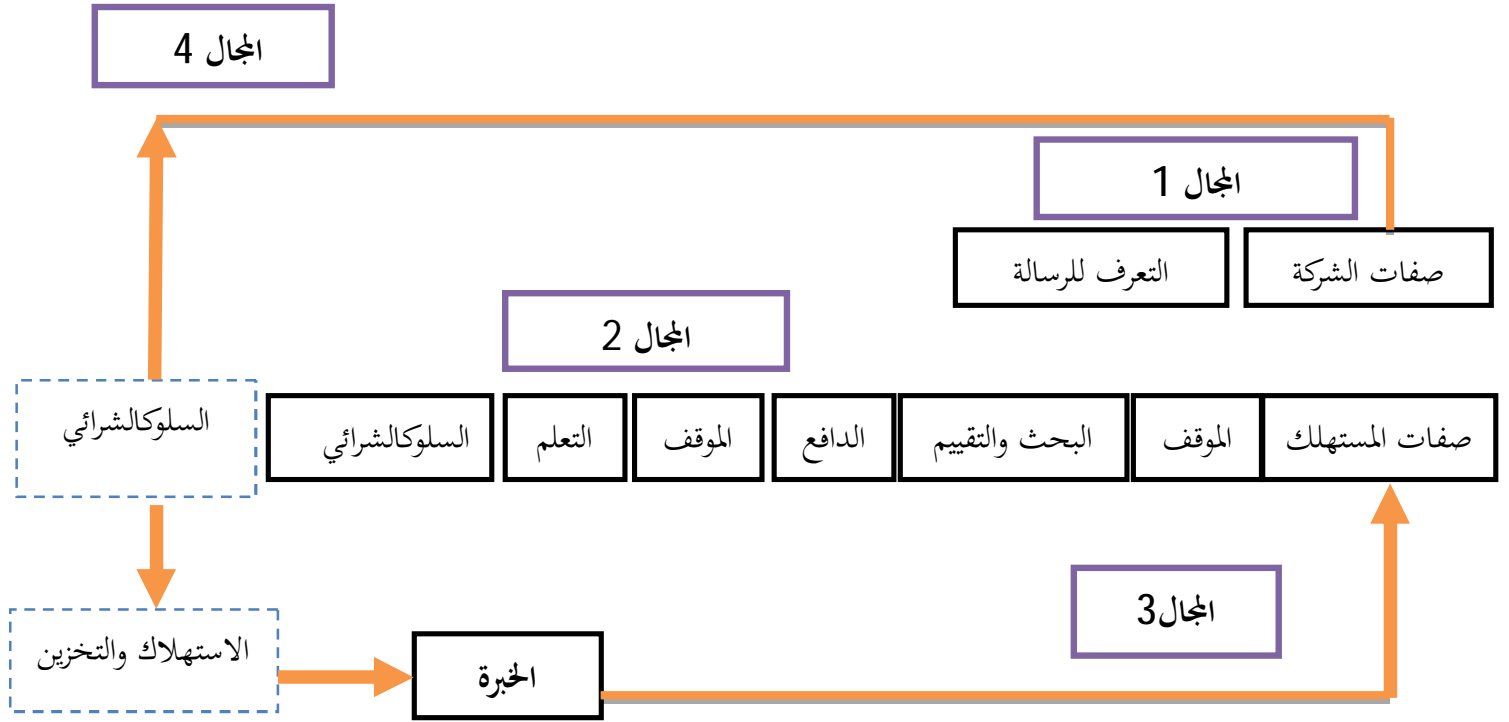 المجال 4
المجال 1
صفات الشركة
التعرف للرسالة
المجال 2
صفات المستهلك
الموقف
البحث والتقييم
الدافع
الموقف
التعلم
السلوكالشرائي
السلوكالشرائي
المجال3
الاستهلاك والتخزين
الخبرة